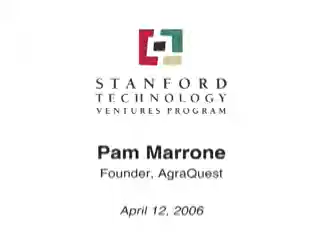 STANFORD
TECHNOLOGY
VENTURES PROGRAM
Pam Marrone
Founder, AgraQuest
April 12, 2006